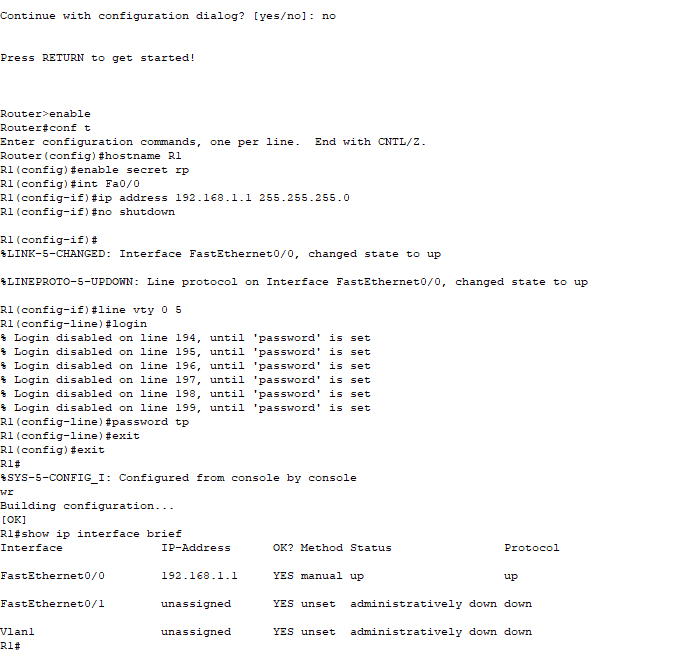 Continue with configuration dialog? [yes/no]: no
Press RETURN to get started!
Router>enable
Router#conf t
Enter configuration commands, one per line.  End with CNTL/Z.
Router(config)#hostname R1
R1(config)#enable secret rp
R1(config)#int Fa0/0
R1(config-if)#ip address 192.168.1.1 255.255.255.0
R1(config-if)#no shutdown
R1(config-if)#
%LINK-5-CHANGED: Interface FastEthernet0/0, changed state to up
%LINEPROTO-5-UPDOWN: Line protocol on Interface FastEthernet0/0, changed state to up
R1(config-if)#line vty 0 5
R1(config-line)#login
% Login disabled on line 194, until 'password' is set
% Login disabled on line 195, until 'password' is set
% Login disabled on line 196, until 'password' is set
% Login disabled on line 197, until 'password' is set
% Login disabled on line 198, until 'password' is set
% Login disabled on line 199, until 'password' is set
R1(config-line)#password tp
R1(config-line)#exit
R1(config)#exit
R1#
%SYS-5-CONFIG_I: Configured from console by console
wr
Building configuration...
[OK]
R1#show ip interface brief
Interface              IP-Address      OK? Method Status                Protocol
FastEthernet0/0        192.168.1.1     YES manual up                    up
FastEthernet0/1        unassigned      YES unset  administratively down down
Vlan1                  unassigned      YES unset  administratively down down
R1#